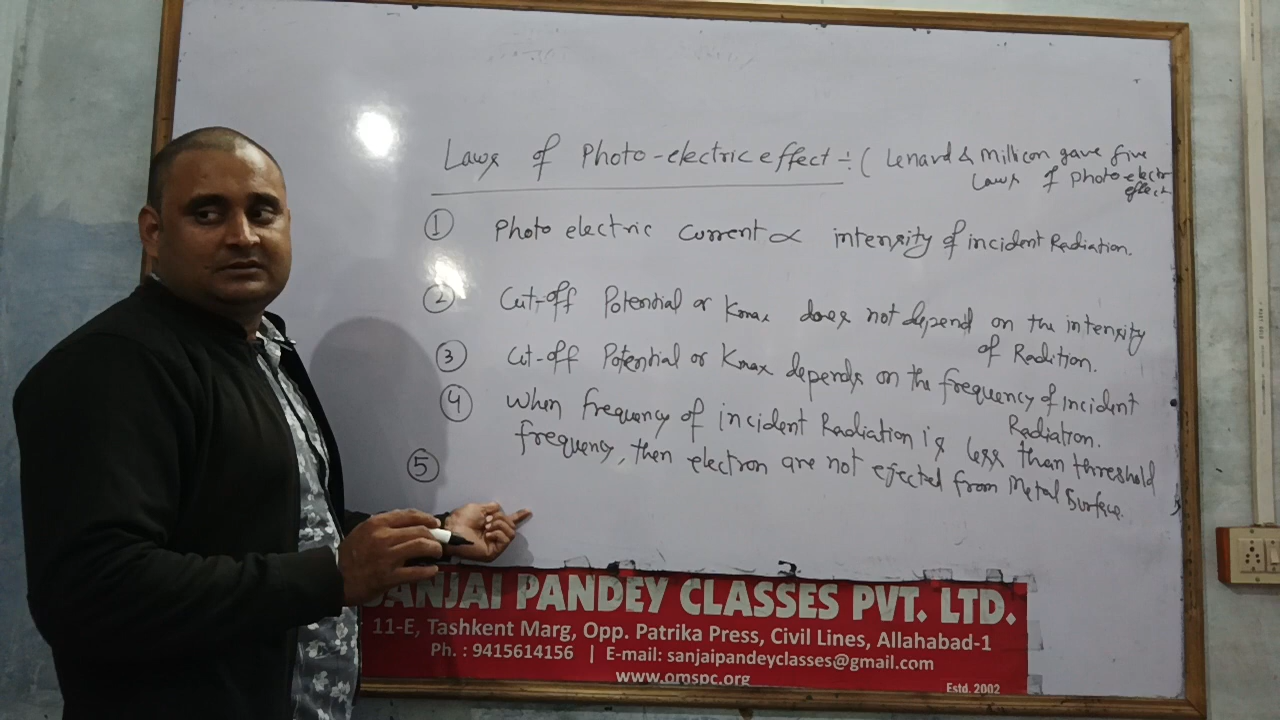 Laws of Photo-electric effect ÷ ( Lenard & Millicon gave five
Laws of photo-electr
effect
① Photo electric current ∝ intensity of incident Radiation.
② Cut-off Potential or Kmax does not depend on the intensity
of Radition.
③ Cut-off Potential or Kmax depends on the frequency of incident
Radiation.
④ When frequency of incident Radiation is less than threshold
frequency, then electron are not ejected from Metal Surface.
⑤
SANJAI PANDEY CLASSES PVT. LTD.
11-E, Tashkent Marg, Opp. Patrika Press, Civil Lines, Allahabad-1
Ph. : 9415614156 | E-mail: sanjaipandeyclasses@gmail.com
www.omspc.org
Estd. 2002